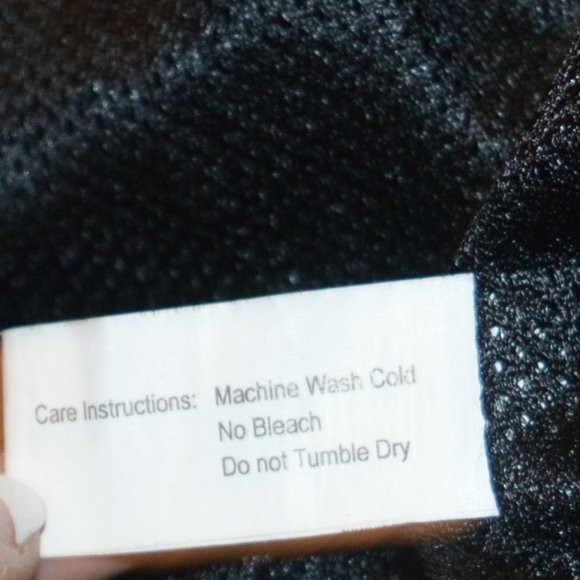 Care Instructions: Machine Wash Cold
No Bleach
Do not Tumble Dry